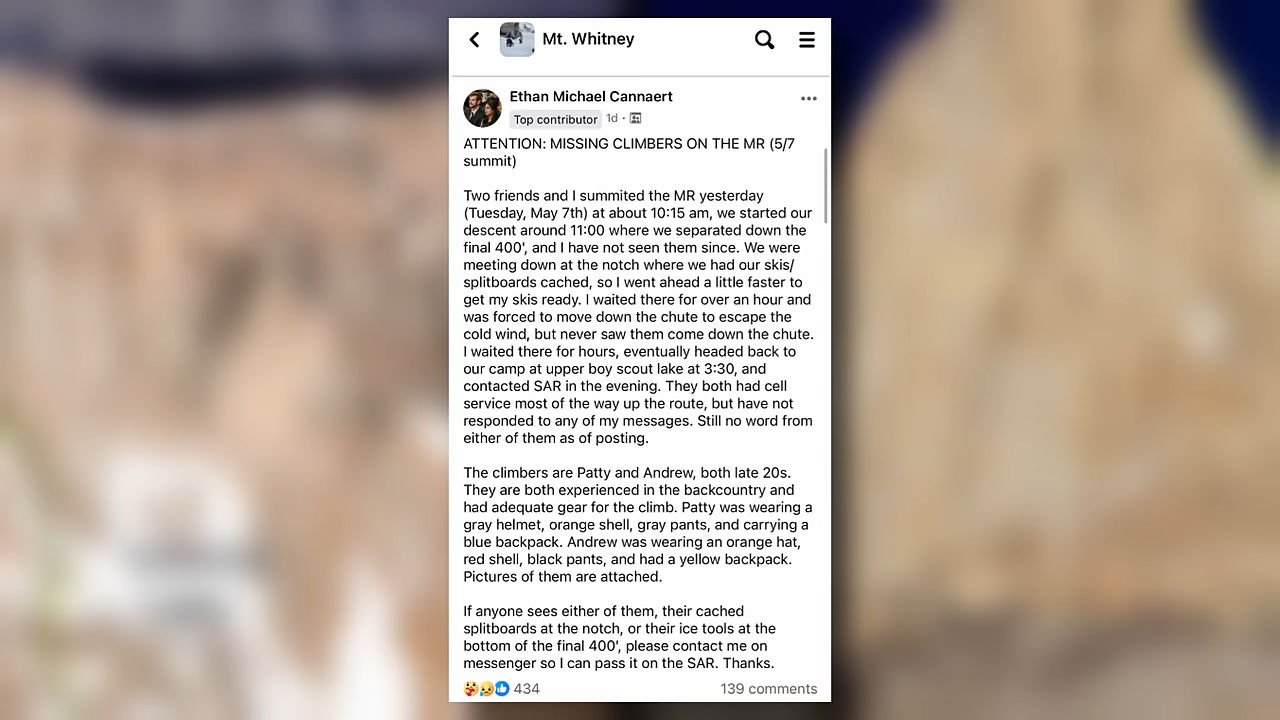 Mt. Whitney
Ethan Michael Cannaert
Top contributor 1d ·
ATTENTION: MISSING CLIMBERS ON THE MR (5/7
summit)
Two friends and I summited the MR yesterday
(Tuesday, May 7th) at about 10:15 am, we started our
descent around 11:00 where we separated down the
final 400', and I have not seen them since. We were
meeting down at the notch where we had our skis/
splitboards cached, so I went ahead a little faster to
get my skis ready. I waited there for over an hour and
was forced to move down the chute to escape the
cold wind, but never saw them come down the chute.
I waited there for hours, eventually headed back to
our camp at upper boy scout lake at 3:30, and
contacted SAR in the evening. They both had cell
service most of the way up the route, but have not
responded to any of my messages. Still no word from
either of them as of posting.
The climbers are Patty and Andrew, both late 20s.
They are both experienced in the backcountry and
had adequate gear for the climb. Patty was wearing a
gray helmet, orange shell, gray pants, and carrying a
blue backpack. Andrew was wearing an orange hat,
red shell, black pants, and had a yellow backpack.
Pictures of them are attached.
If anyone sees either of them, their cached
splitboards at the notch, or their ice tools at the
bottom of the final 400', please contact me on
messenger so I can pass it on the SAR. Thanks.
434
139 comments